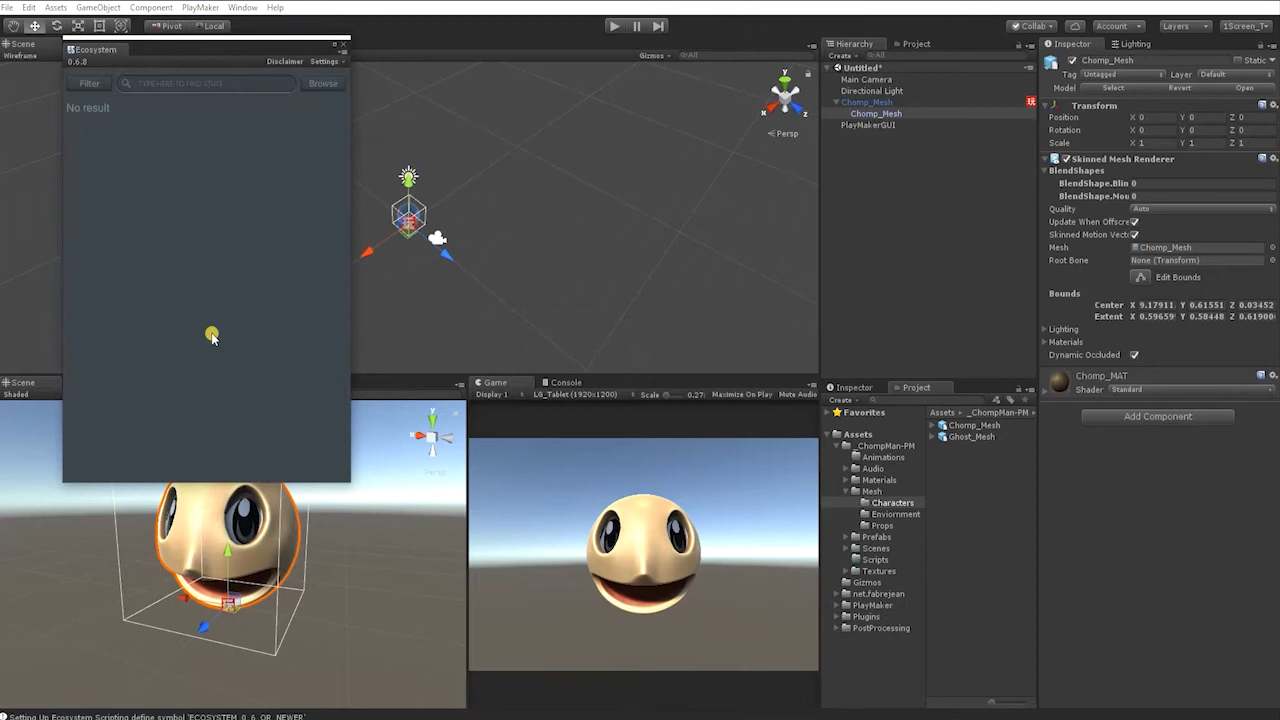 File Edit Assets GameObject Component PlayMaker Window Help
Pivot Local
Collab Account Layers 1Screen_T
Scene
Wireframe
Gizmos All
Ecosystem
0.6.8 Disclaimer Settings
Filter TYPE HERE TO FIND STUFF Browse
No result
y
x z
Persp
Hierarchy Project
Create All
Untitled*
Main Camera
Directional Light
Chomp_Mesh
Chomp_Mesh
PlayMakerGUI
Inspector Lighting
Chomp_Mesh Static
Tag Untagged Layer Default
Model Select Revert Open
Transform
Position X 0 Y 0 Z 0
Rotation X 0 Y 0 Z 0
Scale X 1 Y 1 Z 1
Skinned Mesh Renderer
BlendShapes
BlendShape.Blin 0
BlendShape.Mou 0
Quality Auto
Update When Offscre
Skinned Motion Vect
Mesh Chomp_Mesh
Root Bone None (Transform)
Edit Bounds
Bounds
Center X 9.17911 Y 0.61551 Z 0.03452
Extent X 0.59659 Y 0.58448 Z 0.61900
Lighting
Materials
Dynamic Occluded
Chomp_MAT
Shader Standard
Add Component
Scene
Shaded
y
Persp
Game Console
Display 1 LG_Tablet (1920x1200) Scale 0.27 Maximize On Play Mute Audio
Inspector Project
Create
Favorites
Assets
_ChompMan-PM
Animations
Audio
Materials
Mesh
Characters
Enviornment
Props
Prefabs
Scenes
Scripts
Textures
Gizmos
net.fabrejean
PlayMaker
Plugins
PostProcessing
Assets _ChompMan-PM
Chomp_Mesh
Ghost_Mesh
Setting Up Ecosystem Scripting define symbol 'ECOSYSTEM_0_6_OR_NEWER'